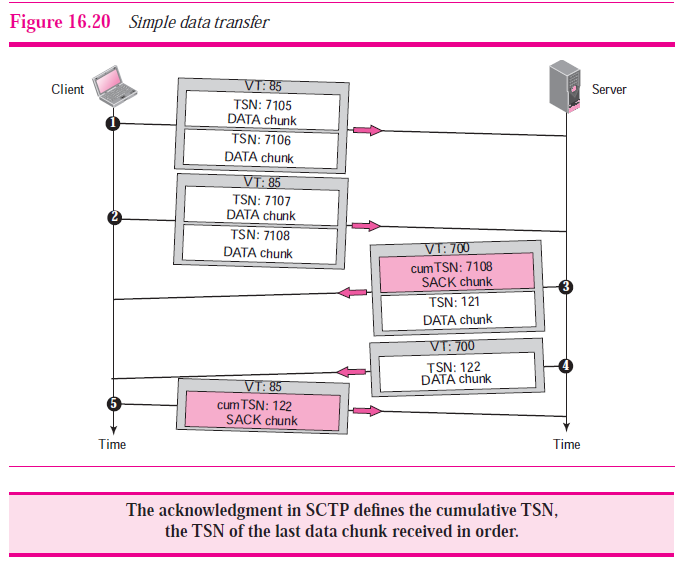 Figure 16.20 Simple data transfer
Client
Server
VT: 85
TSN: 7105
DATA chunk
TSN: 7106
DATA chunk
1
VT: 85
TSN: 7107
DATA chunk
TSN: 7108
DATA chunk
2
VT: 700
cumTSN: 7108
SACK chunk
TSN: 121
DATA chunk
3
VT: 700
TSN: 122
DATA chunk
4
VT: 85
cumTSN: 122
SACK chunk
5
Time
Time
The acknowledgment in SCTP defines the cumulative TSN,
the TSN of the last data chunk received in order.